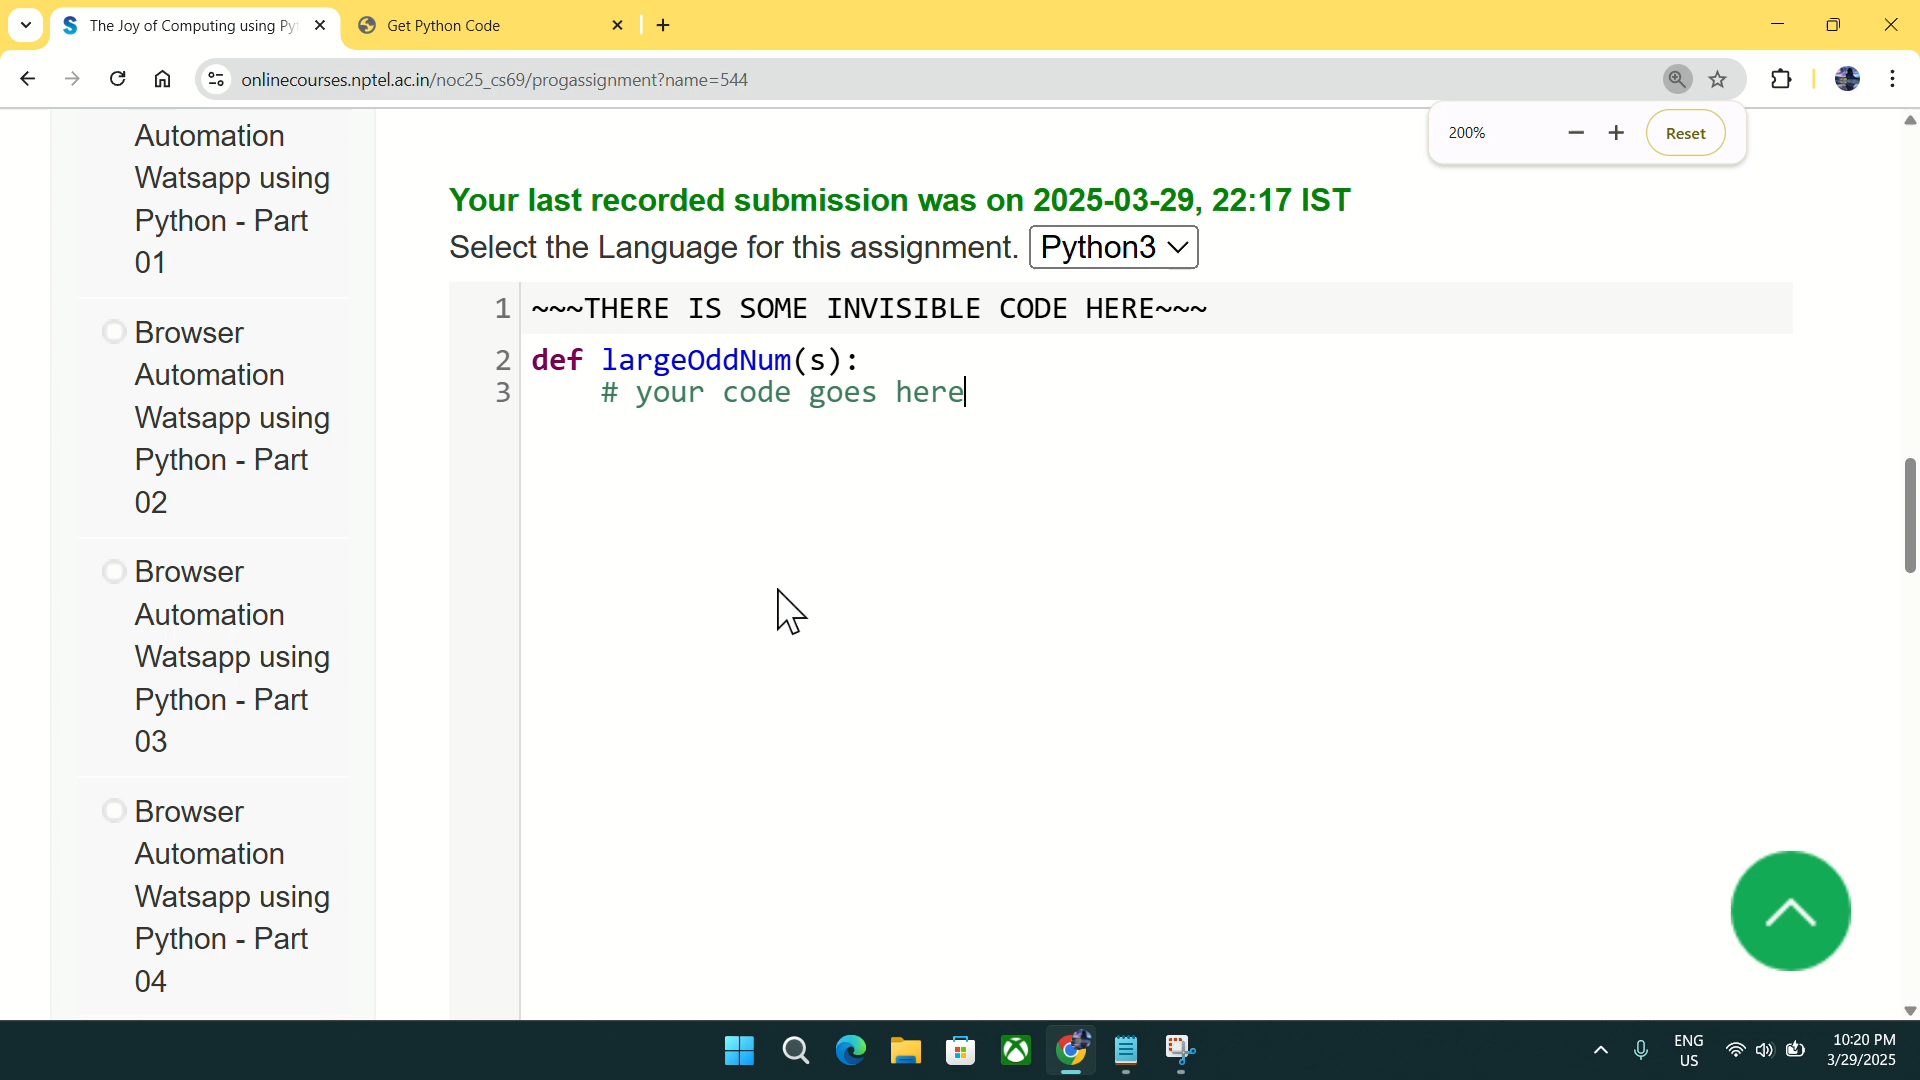 The Joy of Computing using Py
Get Python Code
onlinecourses.nptel.ac.in/noc25_cs69/progassignment?name=544
200%
Reset
Automation
Watsapp using
Python - Part
01
Browser
Automation
Watsapp using
Python - Part
02
Browser
Automation
Watsapp using
Python - Part
03
Browser
Automation
Watsapp using
Python - Part
04
Your last recorded submission was on 2025-03-29, 22:17 IST
Select the Language for this assignment. Python3
1 ~~~THERE IS SOME INVISIBLE CODE HERE~~~
2 def largeOddNum(s):
3 # your code goes here
ENG
US
10:20 PM
3/29/2025